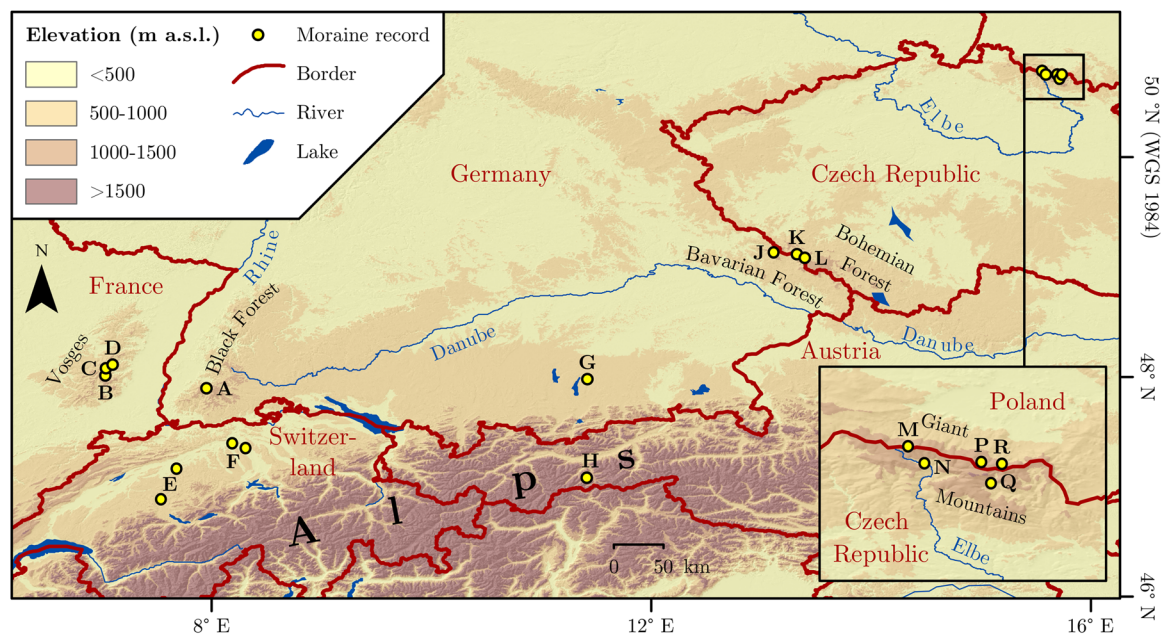 Elevation (m a.s.l.)
<500
500-1000
1000-1500
>1500
Moraine record
Border
River
Lake
N
France
Germany
Czech Republic
Elbe
Rhine
Black Forest
Vosges
D
C
B
A
Danube
G
J
K
L
Bohemian
Forest
Bavarian Forest
Danube
Austria
Switzer-
land
F
E
H
A l p s
0 50 km
Poland
Giant
Mountains
M
N
P R
Q
Czech
Republic
Elbe
8° E
12° E
16° E
50 °N (WGS 1984)
48° N
46° N